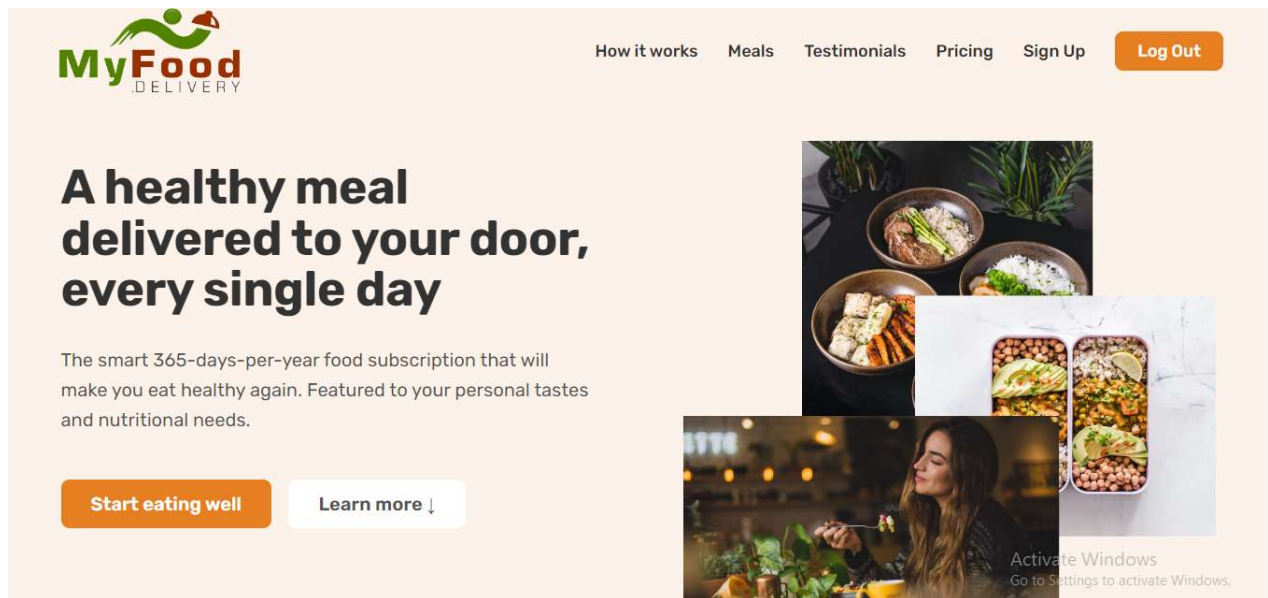 MyFood
.DELIVERY
How it works Meals Testimonials Pricing Sign Up Log Out
A healthy meal
delivered to your door,
every single day
The smart 365-days-per-year food subscription that will
make you eat healthy again. Featured to your personal tastes
and nutritional needs.
Start eating well Learn more ↓
Activate Windows
Go to Settings to activate Windows.